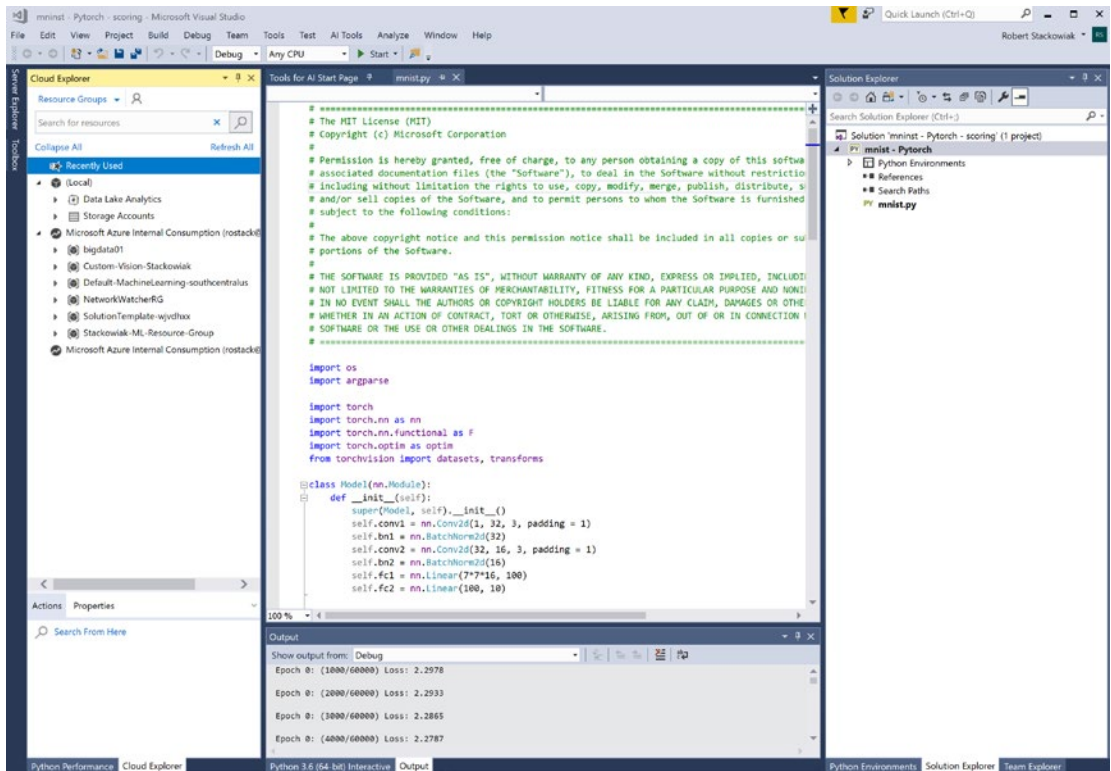 mninst - Pytorch - scoring - Microsoft Visual Studio
Quick Launch (Ctrl+Q)
File Edit View Project Build Debug Team Tools Test AI Tools Analyze Window Help
Robert Stackowiak
RS
Debug Any CPU Start
Server Explorer
Toolbox
Cloud Explorer
Resource Groups
Search for resources
Collapse All Refresh All
Recently Used
(Local)
Data Lake Analytics
Storage Accounts
Microsoft Azure Internal Consumption (rostack@
bigdata01
Custom-Vision-Stackowiak
Default-MachineLearning-southcentralus
NetworkWatcherRG
SolutionTemplate-wjvdhxx
Stackowiak-ML-Resource-Group
Microsoft Azure Internal Consumption (rostack@
Actions Properties
Search From Here
Python Performance Cloud Explorer
Tools for AI Start Page mnist.py
# The MIT License (MIT)
# Copyright (c) Microsoft Corporation
#
# Permission is hereby granted, free of charge, to any person obtaining a copy of this softwa
# associated documentation files (the "Software"), to deal in the Software without restrictio
# including without limitation the rights to use, copy, modify, merge, publish, distribute, s
# and/or sell copies of the Software, and to permit persons to whom the Software is furnished
# subject to the following conditions:
#
# The above copyright notice and this permission notice shall be included in all copies or su
# portions of the Software.
#
# THE SOFTWARE IS PROVIDED "AS IS", WITHOUT WARRANTY OF ANY KIND, EXPRESS OR IMPLIED, INCLUDI
# NOT LIMITED TO THE WARRANTIES OF MERCHANTABILITY, FITNESS FOR A PARTICULAR PURPOSE AND NONI
# IN NO EVENT SHALL THE AUTHORS OR COPYRIGHT HOLDERS BE LIABLE FOR ANY CLAIM, DAMAGES OR OTHE
# WHETHER IN AN ACTION OF CONTRACT, TORT OR OTHERWISE, ARISING FROM, OUT OF OR IN CONNECTION
# SOFTWARE OR THE USE OR OTHER DEALINGS IN THE SOFTWARE.
import os
import argparse
import torch
import torch.nn as nn
import torch.nn.functional as F
import torch.optim as optim
from torchvision import datasets, transforms
class Model(nn.Module):
def __init__(self):
super(Model, self).__init__()
self.conv1 = nn.Conv2d(1, 32, 3, padding = 1)
self.bn1 = nn.BatchNorm2d(32)
self.conv2 = nn.Conv2d(32, 16, 3, padding = 1)
self.bn2 = nn.BatchNorm2d(16)
self.fc1 = nn.Linear(7*7*16, 100)
self.fc2 = nn.Linear(100, 10)
100 %
Output
Show output from: Debug
Epoch 0: (1000/60000) Loss: 2.2978
Epoch 0: (2000/60000) Loss: 2.2933
Epoch 0: (3000/60000) Loss: 2.2865
Epoch 0: (4000/60000) Loss: 2.2787
Python 3.6 (64-bit) Interactive Output
Solution Explorer
Search Solution Explorer (Ctrl+;)
Solution 'mninst - Pytorch - scoring' (1 project)
PY mnist - Pytorch
Python Environments
References
Search Paths
PY mnist.py
Python Environments Solution Explorer Team Explorer